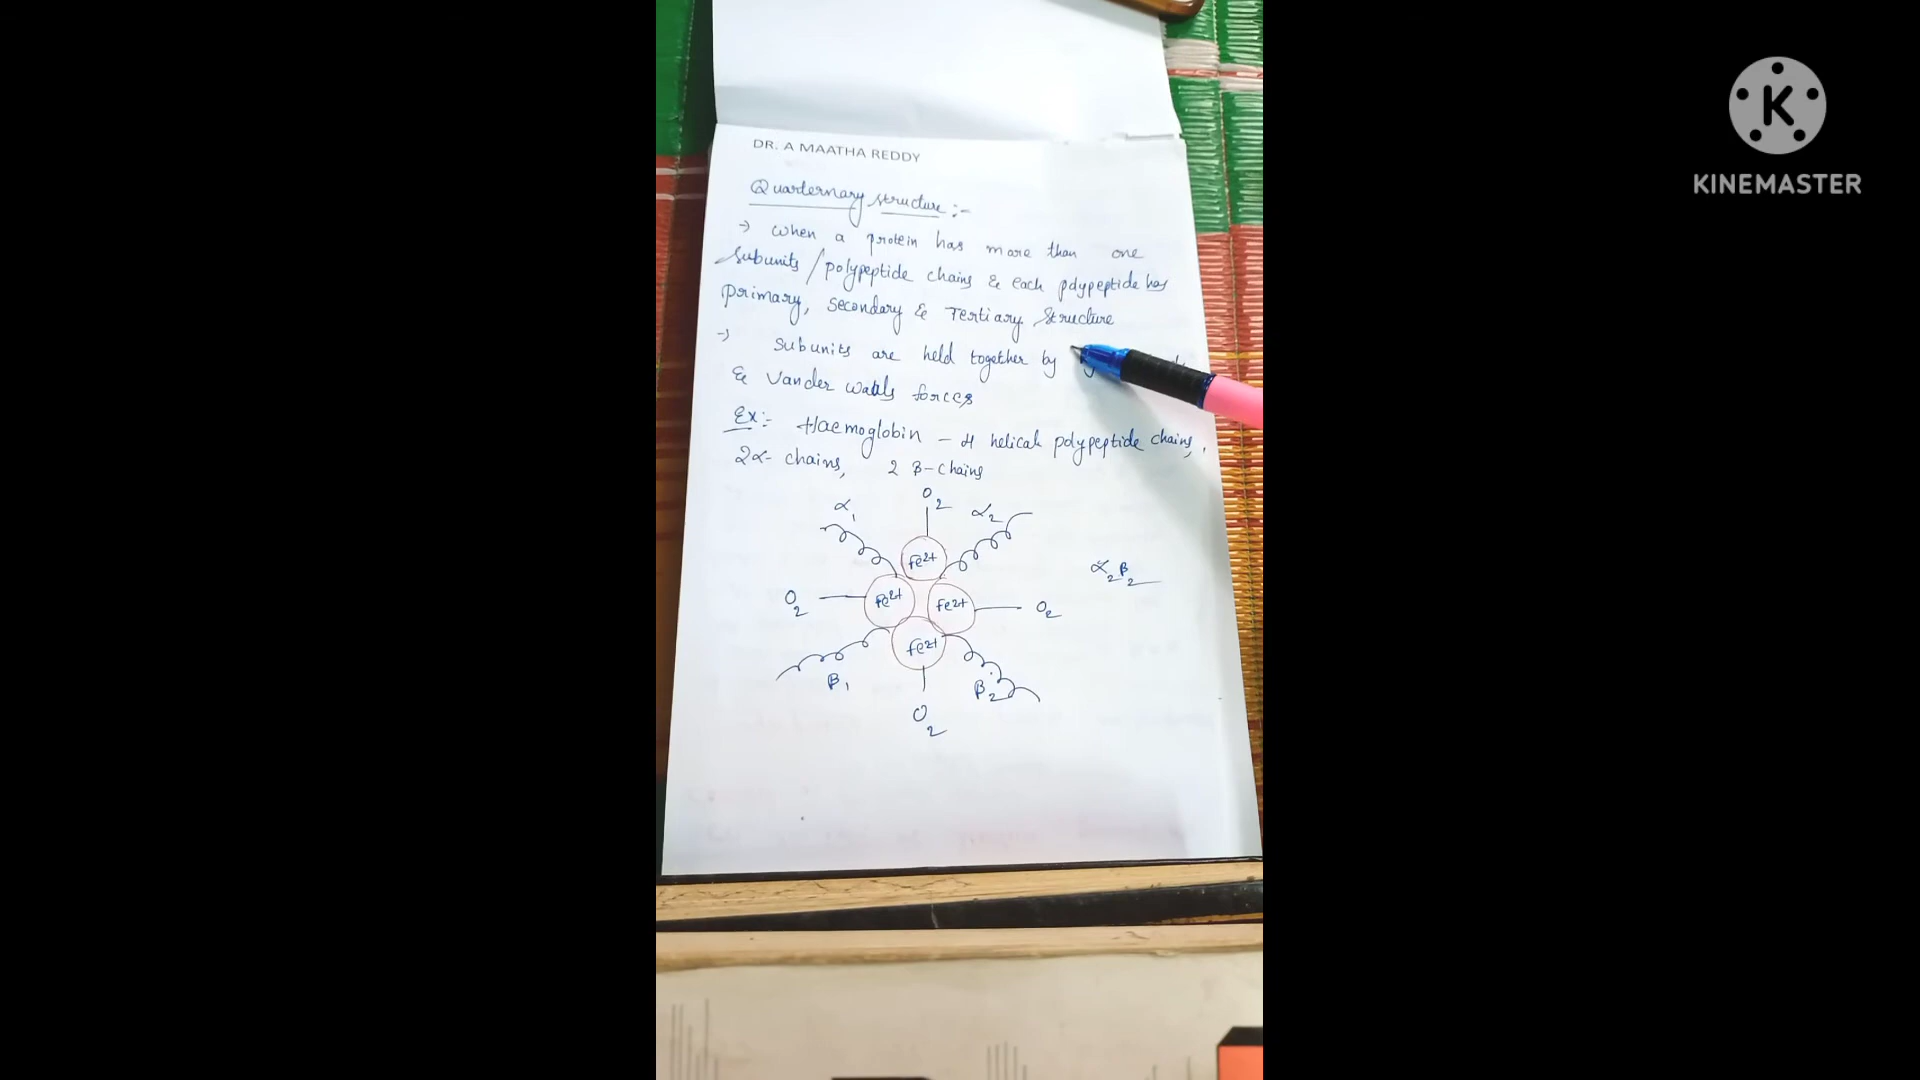 DR. A MAATHA REDDY
Quarternary structure :-
→ when a protein has more than one
subunits / polypeptide chains & each polypeptide has
primary, secondary & Tertiary structure
→ subunits are held together by
& Vander waals forces
Ex:- Haemoglobin - 4 helical polypeptide chains,
2α- chains, 2 β-chains
O2
α1 α2
Fe2+
α2β2
O2 Fe2+ Fe2+ O2
Fe2+
β1 β2
O2
K
KINEMASTER